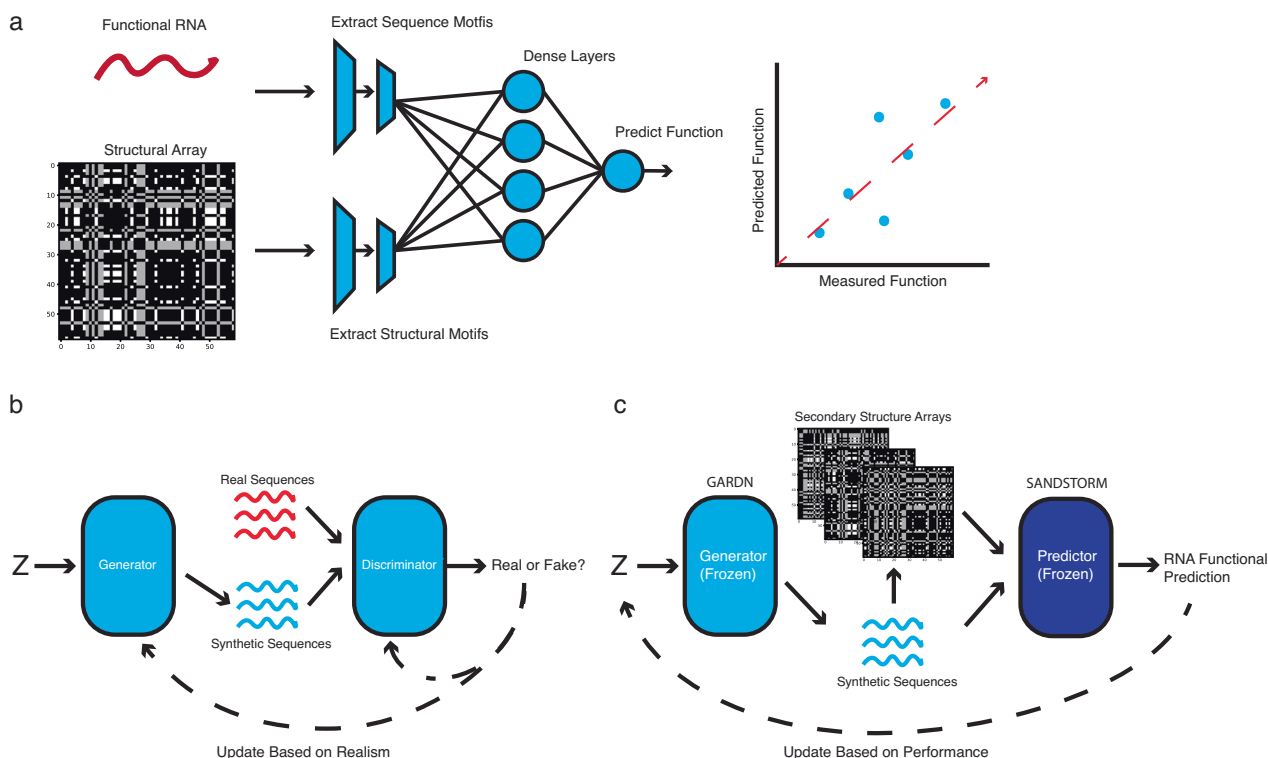 a
Functional RNA
Extract Sequence Motfis
Dense Layers
Predict Function
Structural Array
0
10
20
30
40
50
0 10 20 30 40 50
Extract Structural Motifs
Predicted Function
Measured Function
b
Real Sequences
Z
Generator
Discriminator
Real or Fake?
Synthetic Sequences
Update Based on Realism
c
Secondary Structure Arrays
GARDN
SANDSTORM
Z
Generator
(Frozen)
Predictor
(Frozen)
RNA Functional
Prediction
Synthetic Sequences
Update Based on Performance